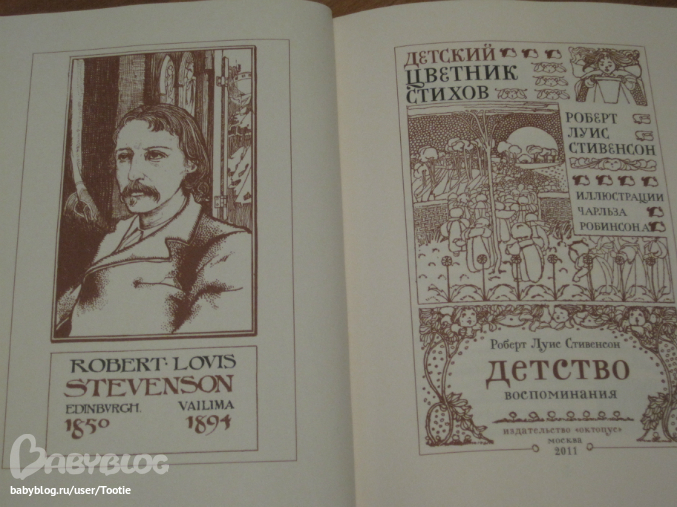 ROBERT · LOVIS
STEVENSON
EDINBVRGH. VAILIMA
1850 1894
ДЕТСКИЙ
ЦВЕТНИК
СТИХОВ
РОБЕРТ
ЛУИС
СТИВЕНСОН
ИЛЛЮСТРАЦИИ
ЧАРЛЬЗА
РОБИНСОНА
Роберт Луис Стивенсон
детство
воспоминания
издательство «октопус»
москва
2011
BABYBLOG
babyblog.ru/user/Tootie